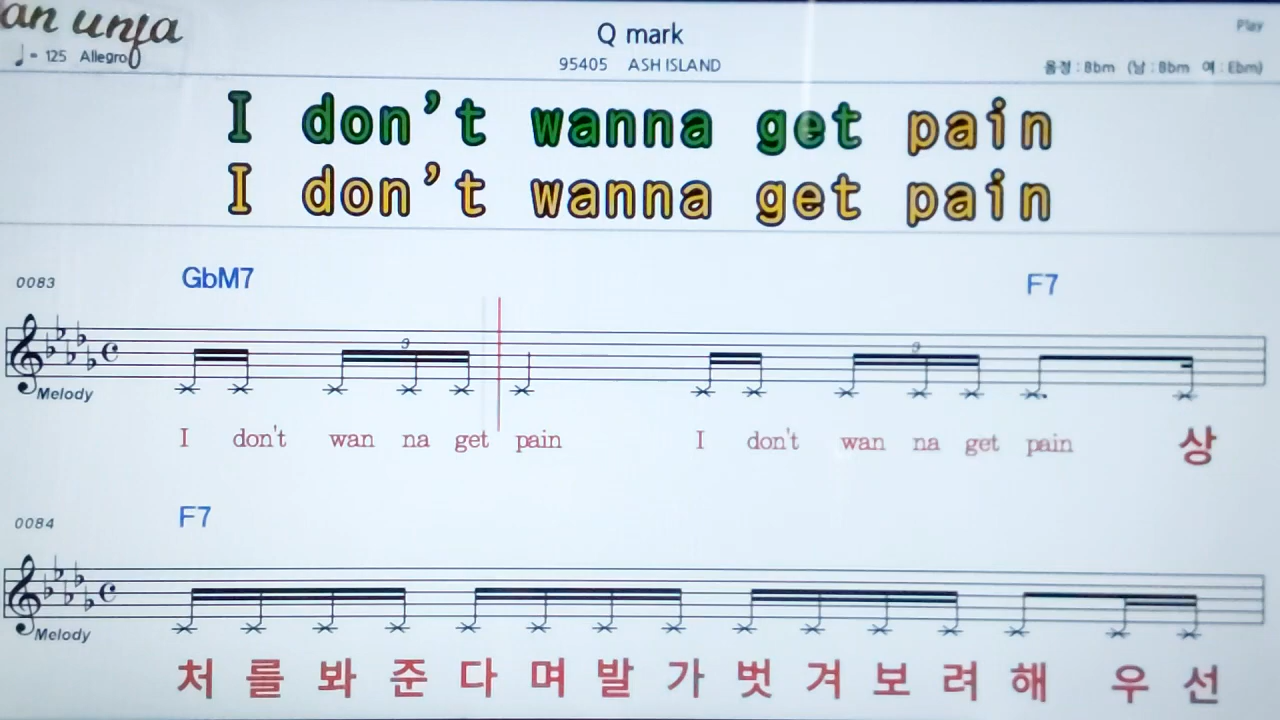 an unfa
Q mark
Play
♩= 125 Allegro
95405 ASH ISLAND
음정 : Bbm (남 : Bbm 여 : Ebm)
I don't wanna get pain
I don't wanna get pain
0083 GbM7 F7
3 3
Melody
I don't wan na get pain I don't wan na get pain 상
0084 F7
Melody
처 를 봐 준 다 며 발 가 벗 겨 보 려 해 우 선